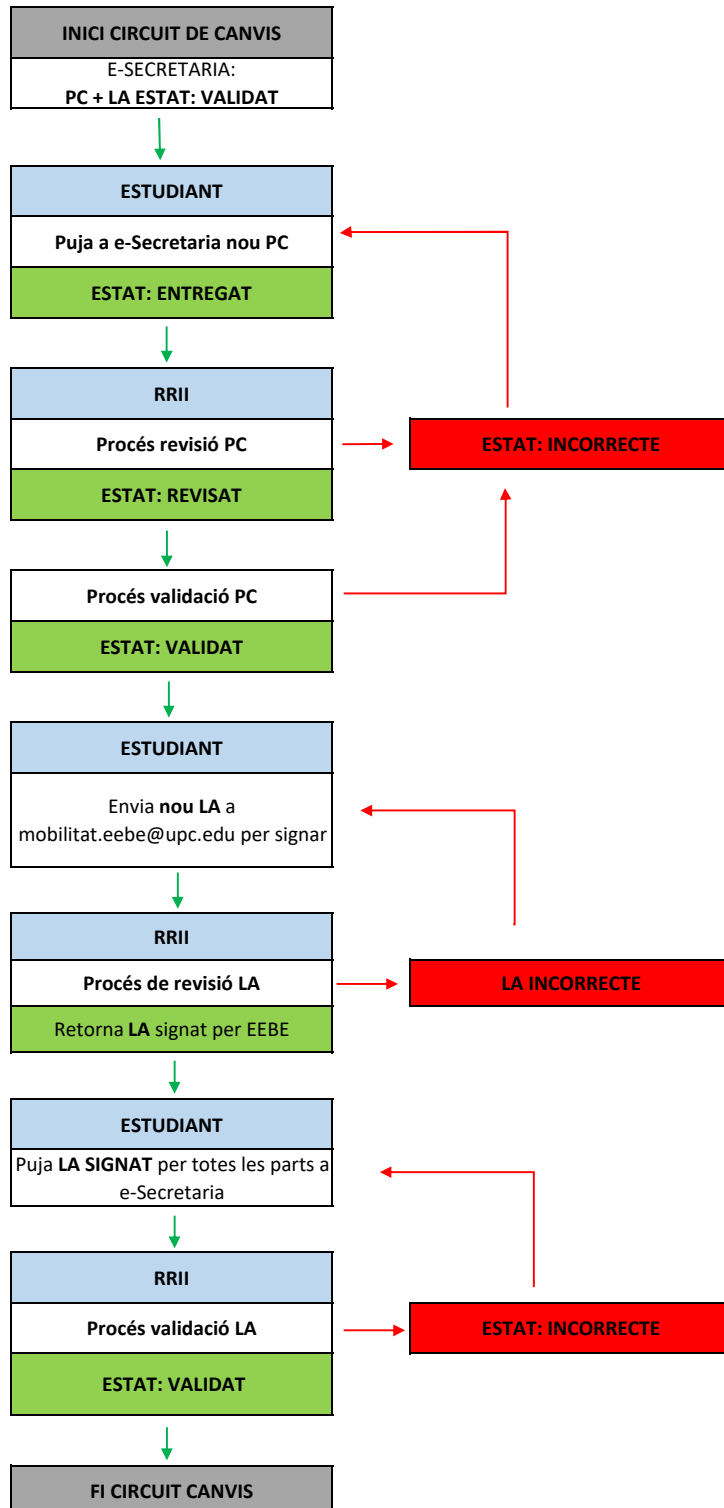 INICI CIRCUIT DE CANVIS
E-SECRETARIA:
PC + LA ESTAT: VALIDAT
ESTUDIANT
Puja a e-Secretaria nou PC
ESTAT: ENTREGAT
RRII
Procés revisió PC
ESTAT: INCORRECTE
ESTAT: REVISAT
Procés validació PC
ESTAT: VALIDAT
ESTUDIANT
Envia nou LA a
mobilitat.eebe@upc.edu per signar
RRII
Procés de revisió LA
LA INCORRECTE
Retorna LA signat per EEBE
ESTUDIANT
Puja LA SIGNAT per totes les parts a
e-Secretaria
RRII
Procés validació LA
ESTAT: INCORRECTE
ESTAT: VALIDAT
FI CIRCUIT CANVIS